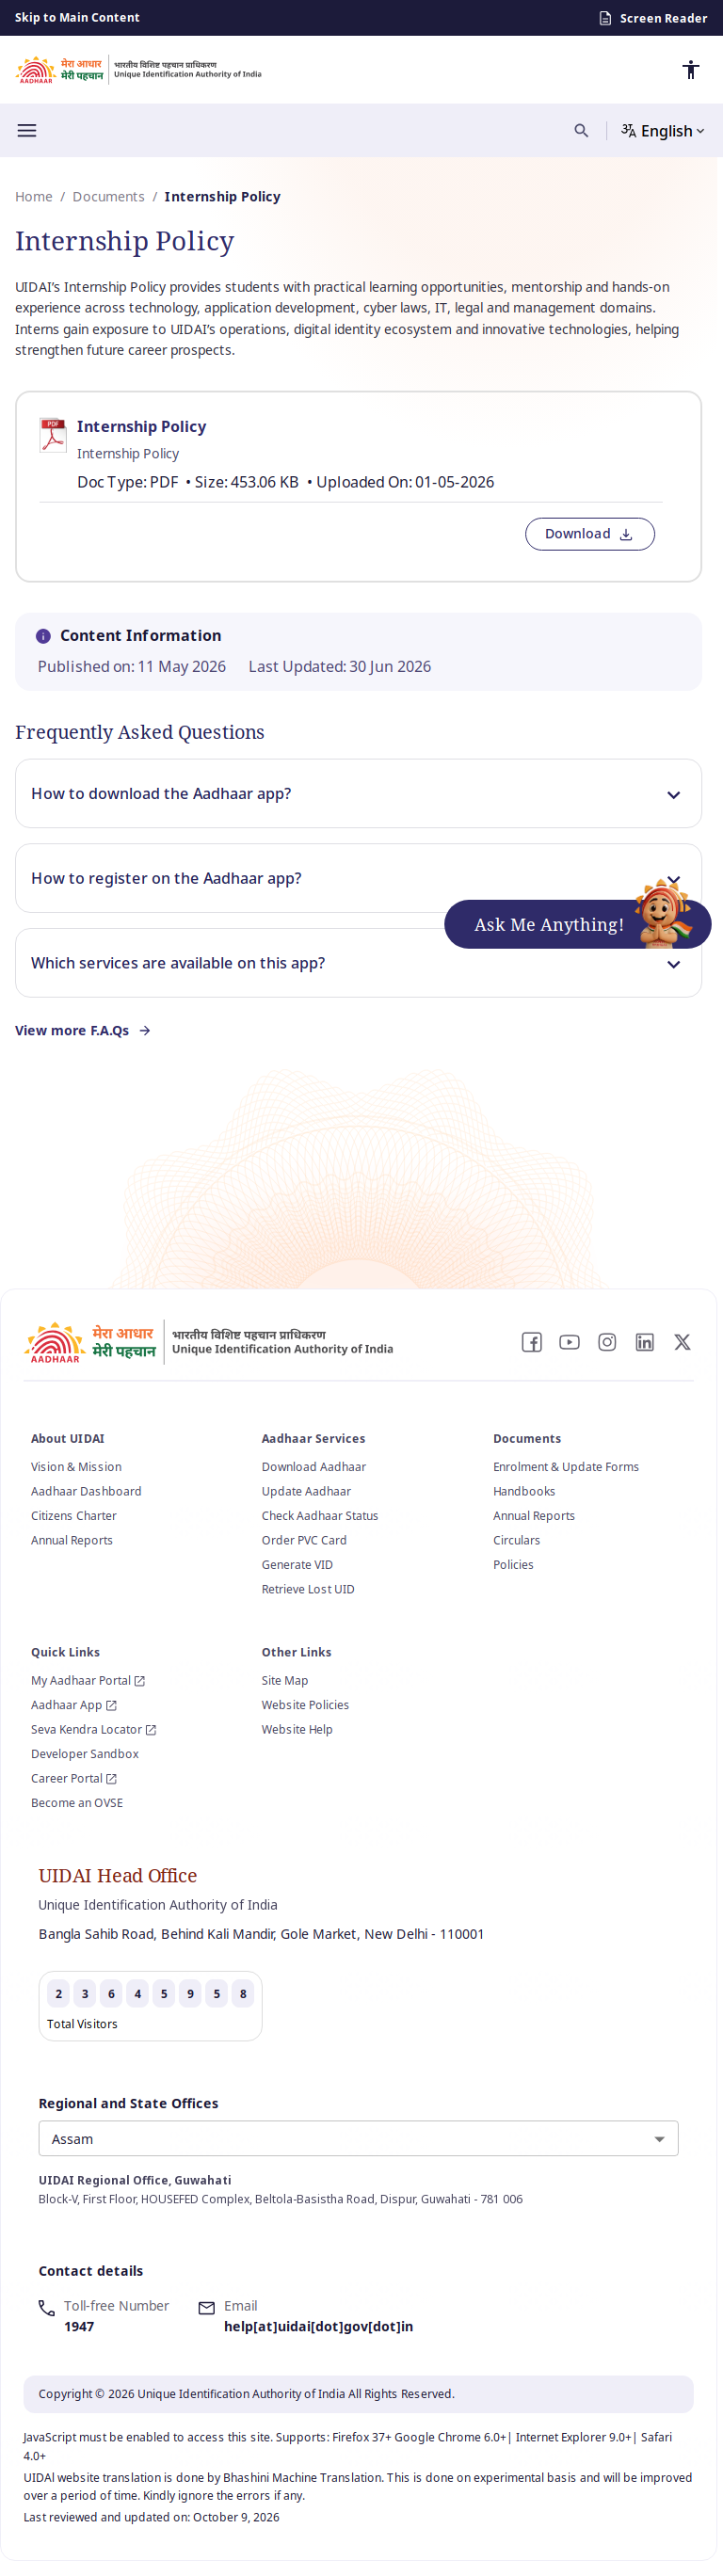 Skip to Main Content
Screen Reader
AADHAAR
मेरा आधार
मेरी पहचान
भारतीय विशिष्ट पहचान प्राधिकरण
Unique Identification Authority of India
English
Home / Documents / Internship Policy
Internship Policy
UIDAI's Internship Policy provides students with practical learning opportunities, mentorship and hands-on
experience across technology, application development, cyber laws, IT, legal and management domains.
Interns gain exposure to UIDAI's operations, digital identity ecosystem and innovative technologies, helping
strengthen future career prospects.
PDF
Internship Policy
Internship Policy
Doc Type: PDF • Size: 453.06 KB • Uploaded On: 01-05-2026
Download
Content Information
Published on: 11 May 2026 Last Updated: 30 Jun 2026
Frequently Asked Questions
How to download the Aadhaar app?
How to register on the Aadhaar app?
Ask Me Anything!
Which services are available on this app?
View more F.A.Qs
AADHAAR
मेरा आधार
मेरी पहचान
भारतीय विशिष्ट पहचान प्राधिकरण
Unique Identification Authority of India
About UIDAI
Vision & Mission
Aadhaar Dashboard
Citizens Charter
Annual Reports
Aadhaar Services
Download Aadhaar
Update Aadhaar
Check Aadhaar Status
Order PVC Card
Generate VID
Retrieve Lost UID
Documents
Enrolment & Update Forms
Handbooks
Annual Reports
Circulars
Policies
Quick Links
My Aadhaar Portal
Aadhaar App
Seva Kendra Locator
Developer Sandbox
Career Portal
Become an OVSE
Other Links
Site Map
Website Policies
Website Help
UIDAI Head Office
Unique Identification Authority of India
Bangla Sahib Road, Behind Kali Mandir, Gole Market, New Delhi - 110001
2 3 6 4 5 9 5 8
Total Visitors
Regional and State Offices
Assam
UIDAI Regional Office, Guwahati
Block-V, First Floor, HOUSEFED Complex, Beltola-Basistha Road, Dispur, Guwahati - 781 006
Contact details
Toll-free Number
1947
Email
help[at]uidai[dot]gov[dot]in
Copyright © 2026 Unique Identification Authority of India All Rights Reserved.
JavaScript must be enabled to access this site. Supports: Firefox 37+ Google Chrome 6.0+| Internet Explorer 9.0+| Safari
4.0+
UIDAI website translation is done by Bhashini Machine Translation. This is done on experimental basis and will be improved
over a period of time. Kindly ignore the errors if any.
Last reviewed and updated on: October 9, 2026